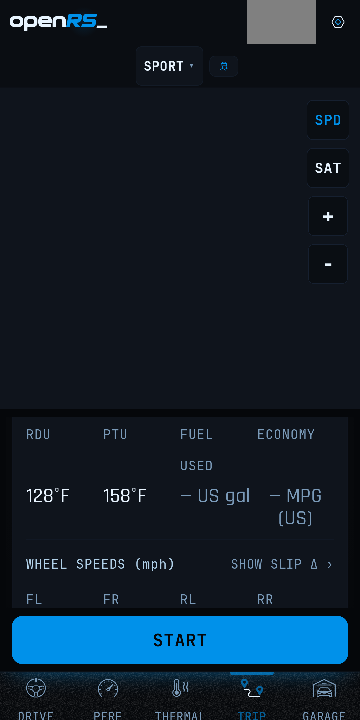 openRS_
SPORT ▾
SPD
SAT
+
-
RDU PTU FUEL USED ECONOMY
128°F 158°F — US gal — MPG (US)
WHEEL SPEEDS (mph) SHOW SLIP Δ ›
FL FR RL RR
START
DRIVE PERF THERMAL TRIP GARAGE